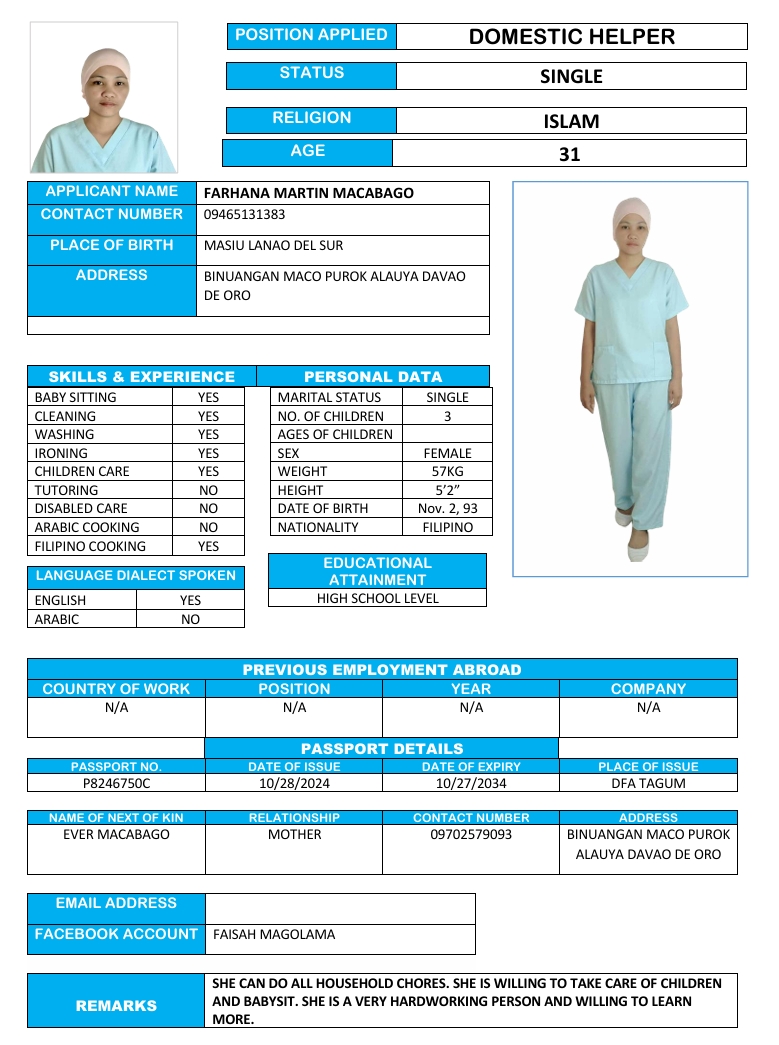 POSITION APPLIED DOMESTIC HELPER
STATUS SINGLE
RELIGION ISLAM
AGE 31
APPLICANT NAME FARHANA MARTIN MACABAGO
CONTACT NUMBER 09465131383
PLACE OF BIRTH MASIU LANAO DEL SUR
ADDRESS BINUANGAN MACO PUROK ALAUYA DAVAO
DE ORO
SKILLS & EXPERIENCE PERSONAL DATA
BABY SITTING YES MARITAL STATUS SINGLE
CLEANING YES NO. OF CHILDREN 3
WASHING YES AGES OF CHILDREN
IRONING YES SEX FEMALE
CHILDREN CARE YES WEIGHT 57KG
TUTORING NO HEIGHT 5’2”
DISABLED CARE NO DATE OF BIRTH Nov. 2, 93
ARABIC COOKING NO NATIONALITY FILIPINO
FILIPINO COOKING YES
LANGUAGE DIALECT SPOKEN
ENGLISH YES
ARABIC NO
EDUCATIONAL
ATTAINMENT
HIGH SCHOOL LEVEL
PREVIOUS EMPLOYMENT ABROAD
COUNTRY OF WORK POSITION YEAR COMPANY
N/A N/A N/A N/A
PASSPORT DETAILS
PASSPORT NO. DATE OF ISSUE DATE OF EXPIRY PLACE OF ISSUE
P8246750C 10/28/2024 10/27/2034 DFA TAGUM
NAME OF NEXT OF KIN RELATIONSHIP CONTACT NUMBER ADDRESS
EVER MACABAGO MOTHER 09702579093 BINUANGAN MACO PUROK
ALAUYA DAVAO DE ORO
EMAIL ADDRESS
FACEBOOK ACCOUNT FAISAH MAGOLAMA
REMARKS SHE CAN DO ALL HOUSEHOLD CHORES. SHE IS WILLING TO TAKE CARE OF CHILDREN
AND BABYSIT. SHE IS A VERY HARDWORKING PERSON AND WILLING TO LEARN
MORE.